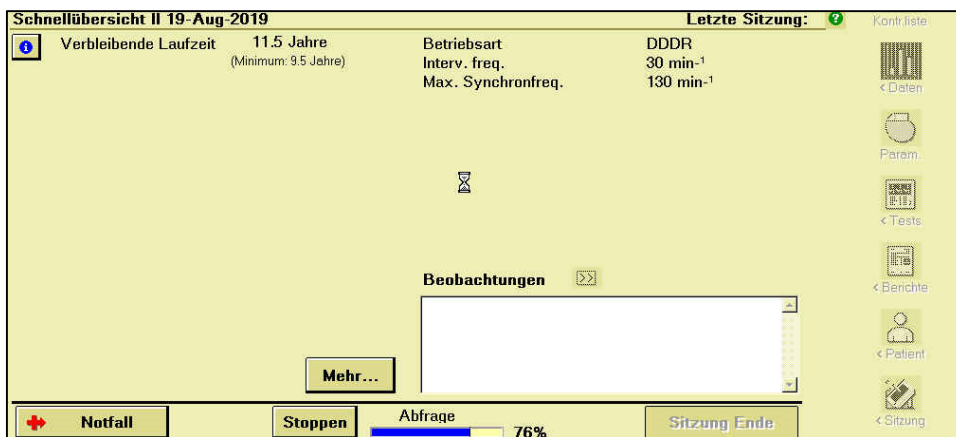 Schnellübersicht II 19-Aug-2019 Letzte Sitzung: ?
Kontr.liste
i Verbleibende Laufzeit 11.5 Jahre
(Minimum: 9.5 Jahre)
Betriebsart DDDR
Interv. freq. 30 min-¹
Max. Synchronfreq. 130 min-¹
< Daten
Param.
< Tests
Beobachtungen >>
< Berichte
< Patient
Mehr...
Notfall
Stoppen
Abfrage
76%
Sitzung Ende
< Sitzung